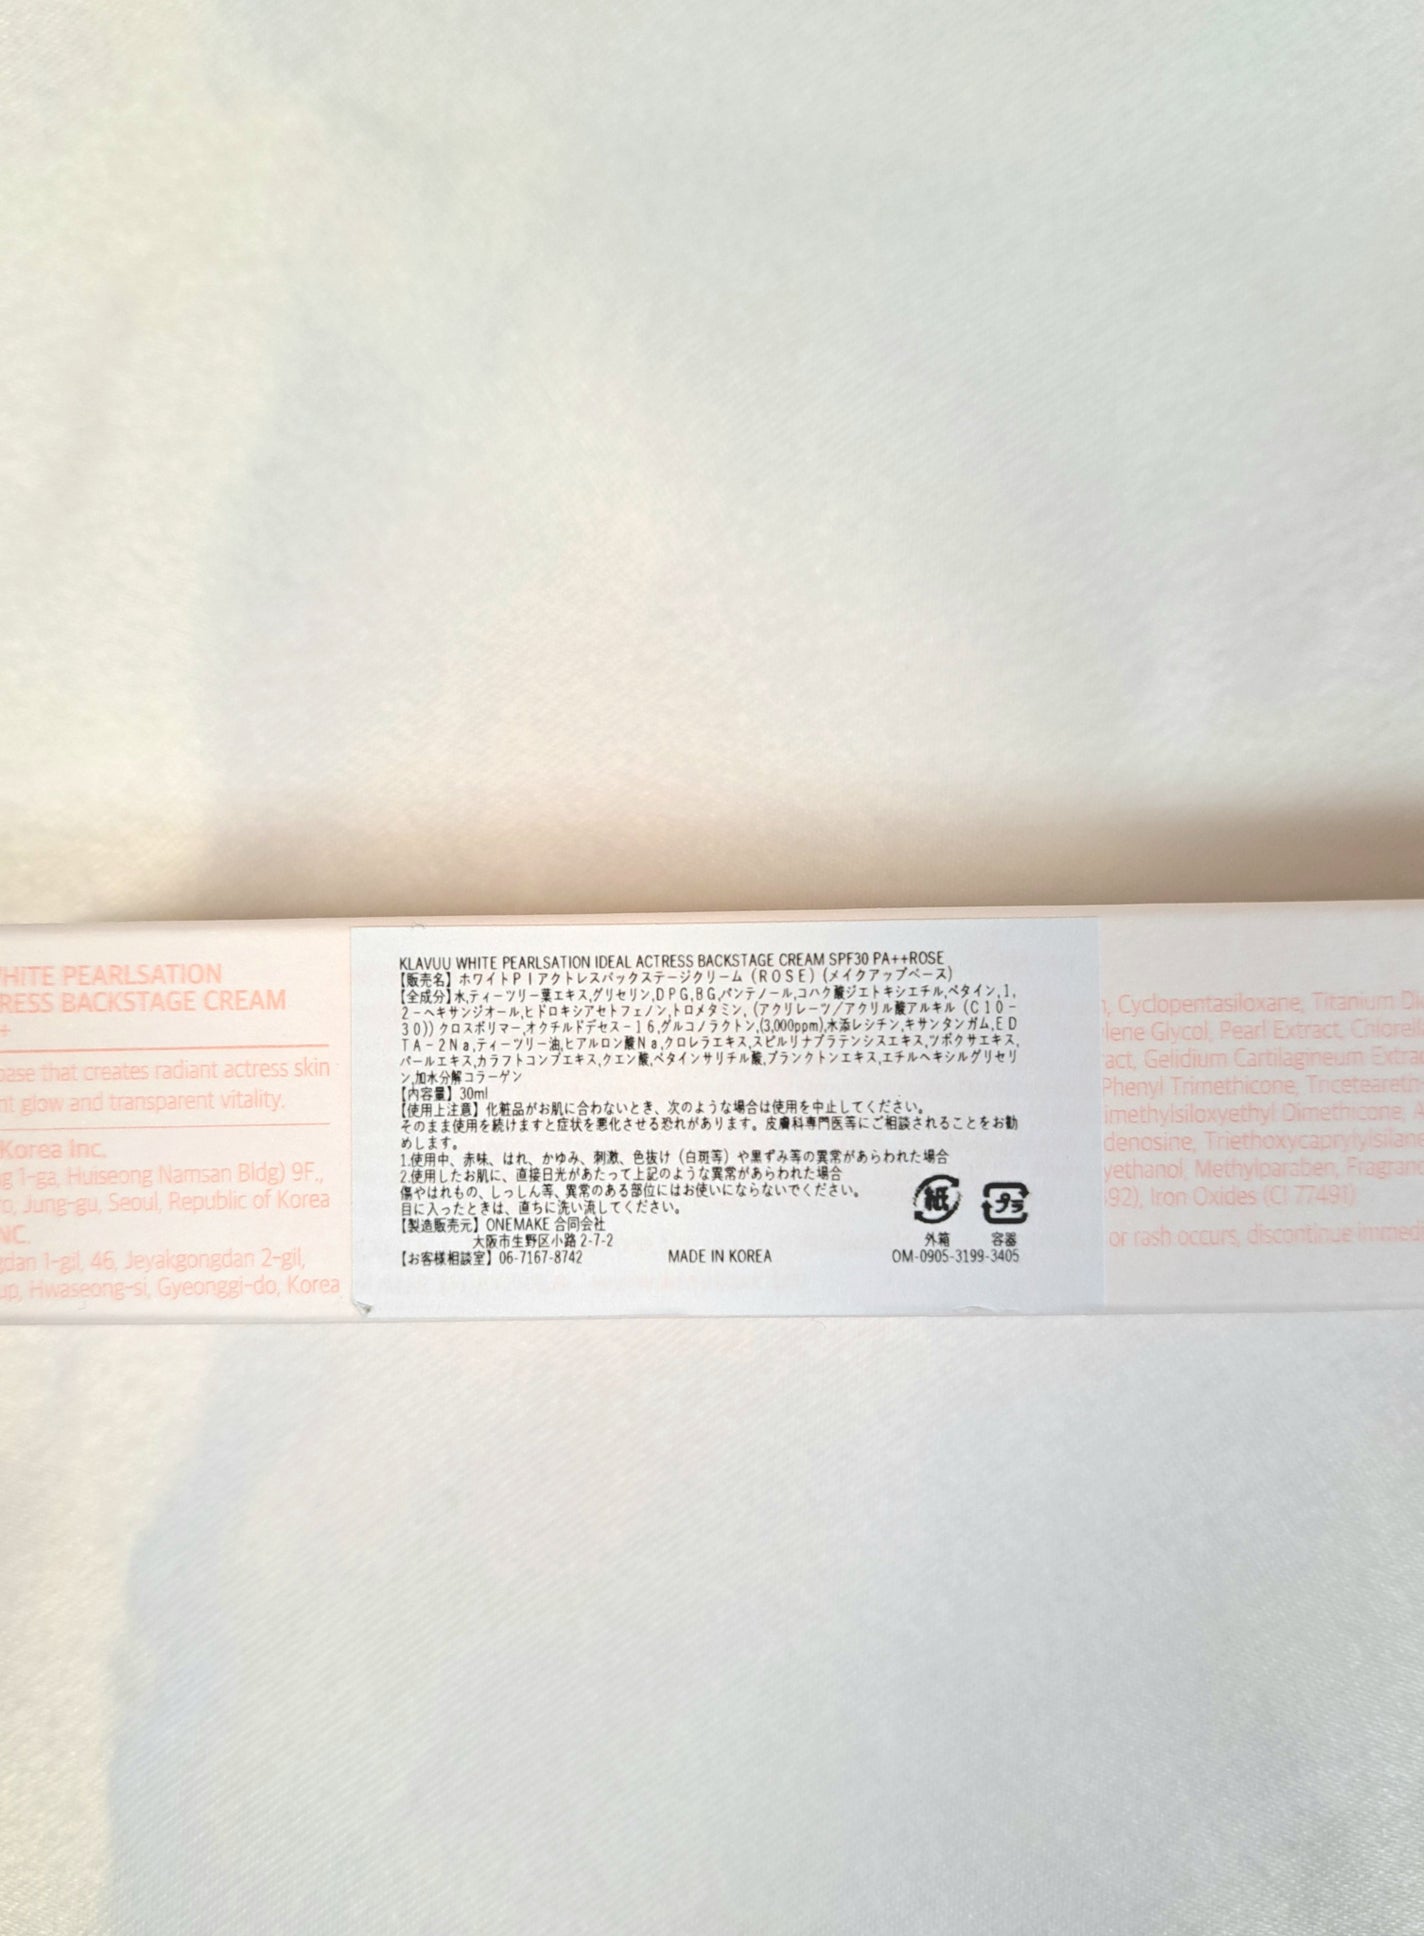 WHITE PEARLSATION
BACKSTAGE CREAM
base that creates radiant actress skin
glow and transparent vitality.
Korea Inc.
1-ga, Huiseong Namsan Bldg) 9F.,
Jung-gu, Seoul, Republic of Korea
1-gil, 46, Jeyakgongdan 2-gil,
Hwaseong-si, Gyeonggi-do, Korea
KLAVUU WHITE PEARLSATION IDEAL ACTRESS BACKSTAGE CREAM SPF30 PA++ROSE
【販売名】ホワイトPIアクトレスバックステージクリーム(ROSE)(メイクアップベース)
【全成分】水,ティーツリー葉エキス,グリセリン,DPG,BG,パンテノール,コハク酸ジエトキシエチル,ベタイン,1,
2-ヘキサンジオール,ヒドロキシアセトフェノン,トロメタミン,(アクリレーツ/アクリル酸アルキル(C10-
30))クロスポリマー,オクチルドデセス-16,グルコノラクトン,(3,000ppm),水添レシチン,キサンタンガム,ED
TA-2Na,ティーツリー油,ヒアルロン酸Na,クロレラエキス,スピルリナプラテンシスエキス,ツボクサエキス,
パールエキス,カラフトコンブエキス,クエン酸,ベタインサリチル酸,プランクトンエキス,エチルヘキシルグリセリ
ン,加水分解コラーゲン
【内容量】30ml
【使用上注意】化粧品がお肌に合わないとき、次のような場合は使用を中止してください。
そのまま使用を続けますと症状を悪化させる恐れがあります。皮膚科専門医等にご相談されることをお勧
めします。
1.使用中、赤味、はれ、かゆみ、刺激、色抜け(白斑等)や黒ずみ等の異常があらわれた場合
2.使用したお肌に、直接日光があたって上記のような異常があらわれた場合
傷やはれもの、しっしん等、異常のある部位にはお使いにならないでください。
目に入ったときは、直ちに洗い流してください。
【製造販売元】ONEMAKE 合同会社
大阪市生野区小路 2-7-2
【お客様相談室】06-7167-8742
MADE IN KOREA
紙
プラ
外箱 容器
OM-0905-3199-3405
Cyclopentasiloxane, Titanium
Glycol, Pearl Extract,
Gelidium Cartilagineum
Phenyl Trimethicone,
Dimethicone,
Methylparaben,
Iron Oxides (CI 77491)
or rash occurs, discontinue